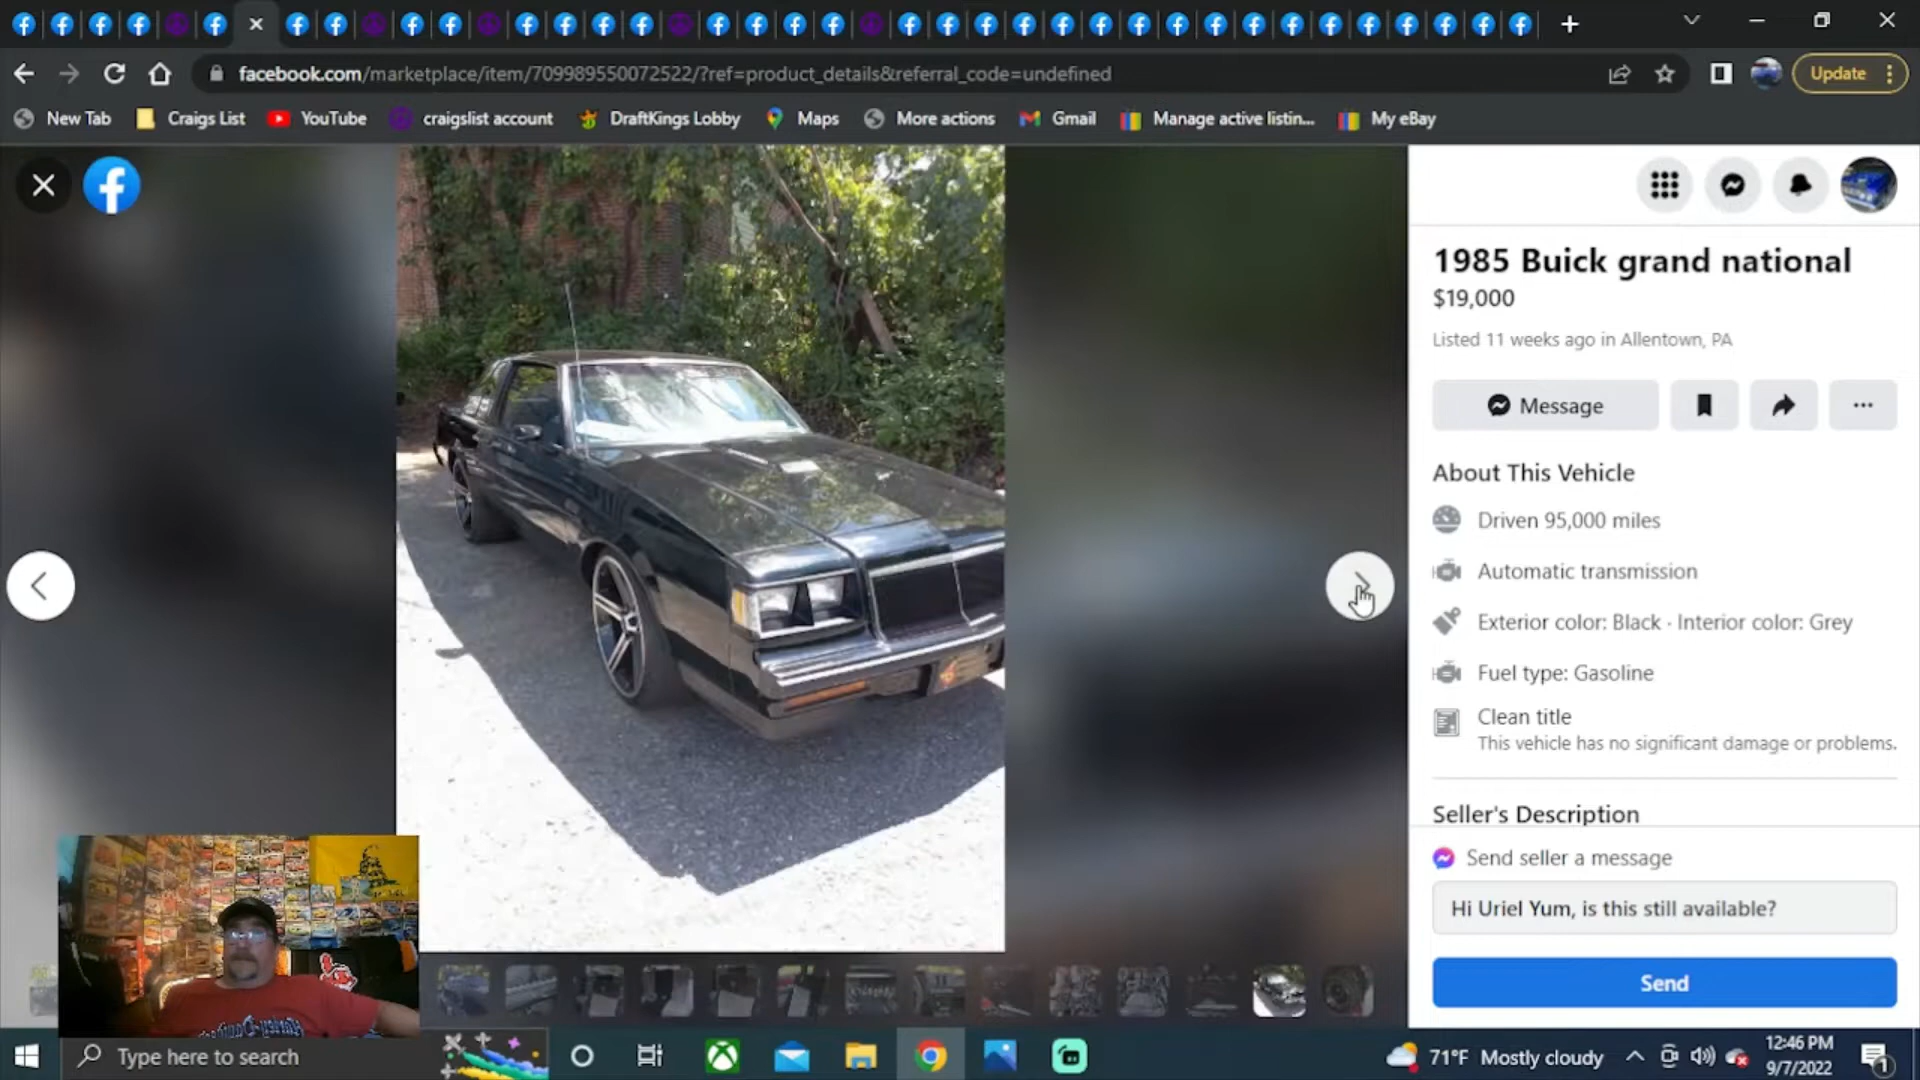 facebook.com/marketplace/item/709989550072522/?ref=product_details&referral_code=undefined
Update
New Tab
Craigs List
YouTube
craigslist account
DraftKings Lobby
Maps
More actions
Gmail
Manage active listin...
My eBay
1985 Buick grand national
$19,000
Listed 11 weeks ago in Allentown, PA
Message
About This Vehicle
Driven 95,000 miles
Automatic transmission
Exterior color: Black · Interior color: Grey
Fuel type: Gasoline
Clean title
This vehicle has no significant damage or problems.
Seller's Description
Send seller a message
Hi Uriel Yum, is this still available?
Send
Type here to search
71°F Mostly cloudy
12:46 PM
9/7/2022
1